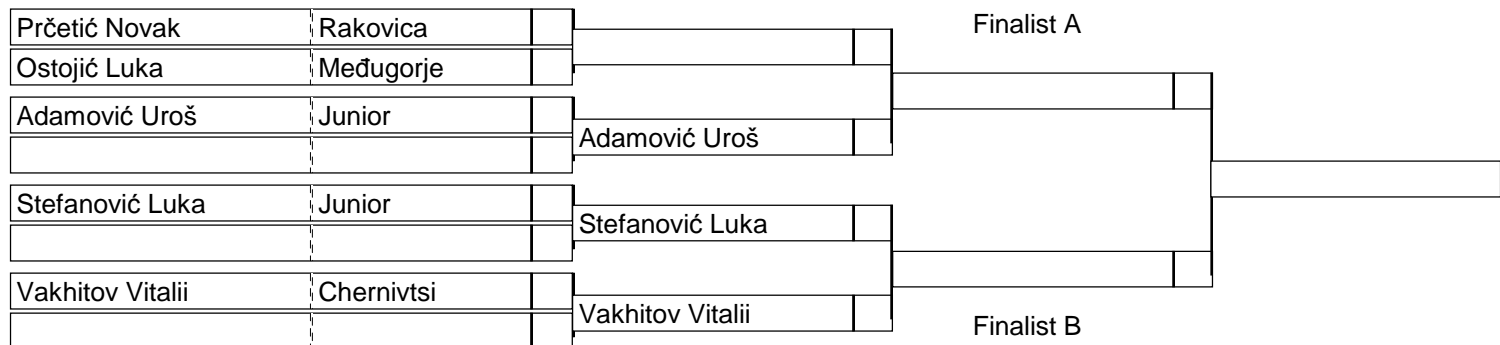 Prčetić Novak Rakovica
Ostojić Luka Međugorje
Adamović Uroš Junior
Stefanović Luka Junior
Vakhitov Vitalii Chernivtsi
Adamović Uroš
Stefanović Luka
Vakhitov Vitalii
Finalist A
Finalist B